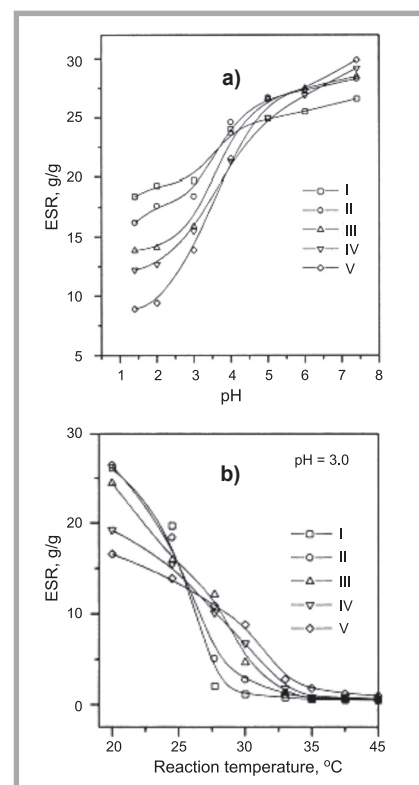 a)
30
25
20
15
10
5
ESR, g/g
I
II
III
IV
V
1 2 3 4 5 6 7 8
pH
b)
pH = 3.0
30
20
10
0
ESR, g/g
I
II
III
IV
V
20 25 30 35 45
Reaction temperature, °C